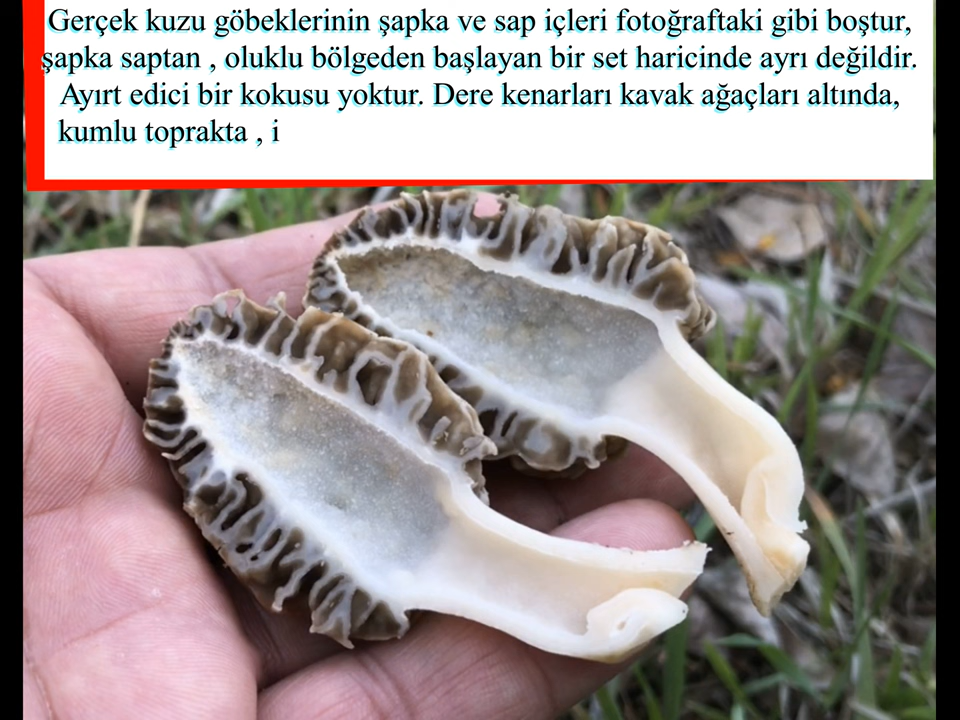 Gerçek kuzu göbeklerinin şapka ve sap içleri fotoğraftaki gibi boştur,
şapka saptan , oluklu bölgeden başlayan bir set haricinde ayrı değildir.
Ayırt edici bir kokusu yoktur. Dere kenarları kavak ağaçları altında,
kumlu toprakta , i